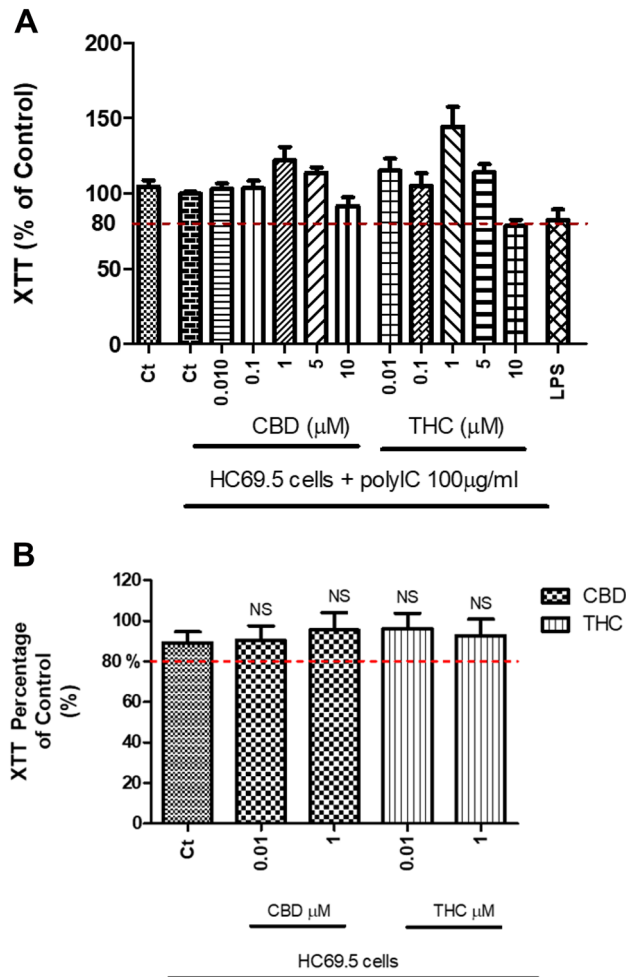 A
XTT (% of Control)
200
150
100
80
50
0
Ct
Ct
0.010
0.1
1
5
10
0.01
0.1
1
5
10
LPS
CBD (μM)
THC (μM)
HC69.5 cells + polyIC 100μg/ml
B
XTT Percentage
of Control
(%)
120
100
80 %
60
40
20
0
NS
NS
NS
NS
CBD
THC
Ct
0.01
1
0.01
1
CBD μM
THC μM
HC69.5 cells